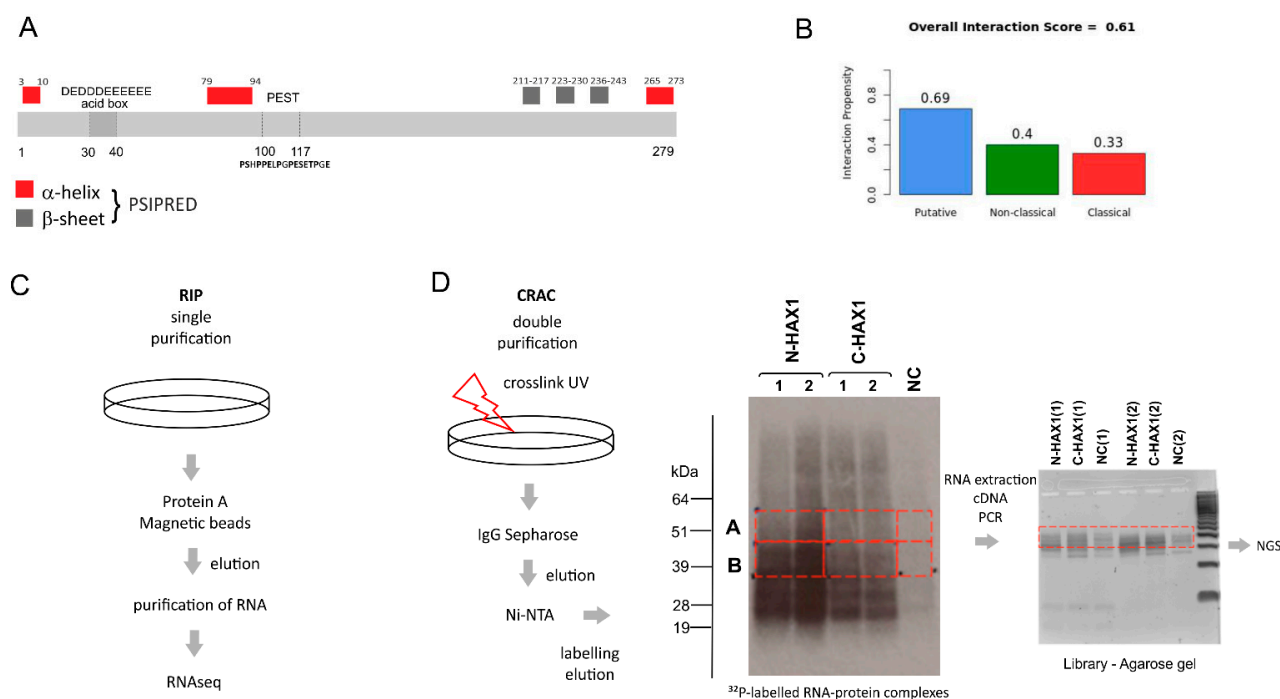 A
3 10
DEDDDEEEEEE
acid box
79 94
PEST
211-217 223-230 236-243
265 273
1 30 40 100 117 279
PSHPPELPGPESETPGE
α-helix
β-sheet
} PSIPRED
B
Overall Interaction Score = 0.61
Interaction Propensity
0.8
0.4
0.0
0.69
0.4
0.33
Putative Non-classical Classical
C
RIP
single
purification
Protein A
Magnetic beads
elution
purification of RNA
RNAseq
D
CRAC
double
purification
crosslink UV
IgG Sepharose
elution
Ni-NTA
labelling
elution
N-HAX1 C-HAX1 NC
1 2 1 2
kDa
64
51
39
28
19
A
B
32P-labelled RNA-protein complexes
RNA extraction
cDNA
PCR
N-HAX1(1)
C-HAX1(1)
NC(1)
N-HAX1(2)
C-HAX1(2)
NC(2)
NGS
Library - Agarose gel